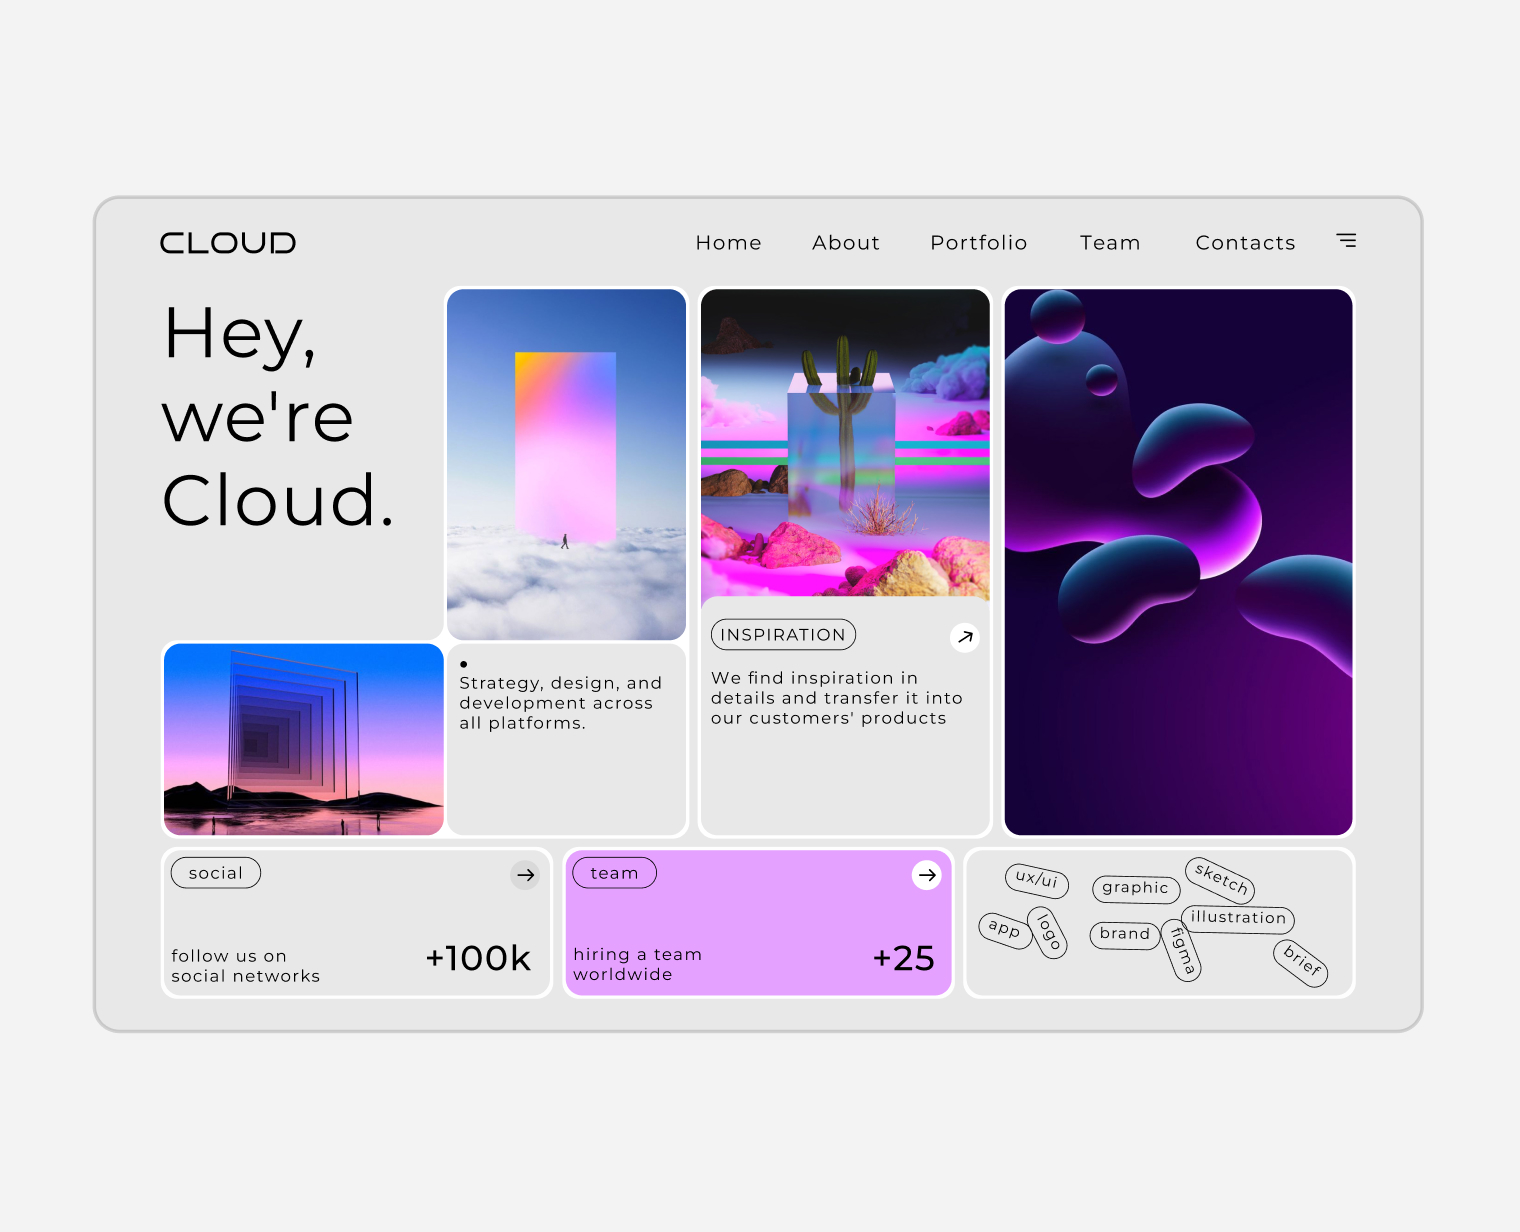 CLOUD
Home About Portfolio Team Contacts
Hey,
we're
Cloud.
Strategy, design, and
development across
all platforms.
INSPIRATION
We find inspiration in
details and transfer it into
our customers' products
social
follow us on
social networks
+100k
team
hiring a team
worldwide
+25
ux/ui
graphic
sketch
app
logo
brand
figma
illustration
brief